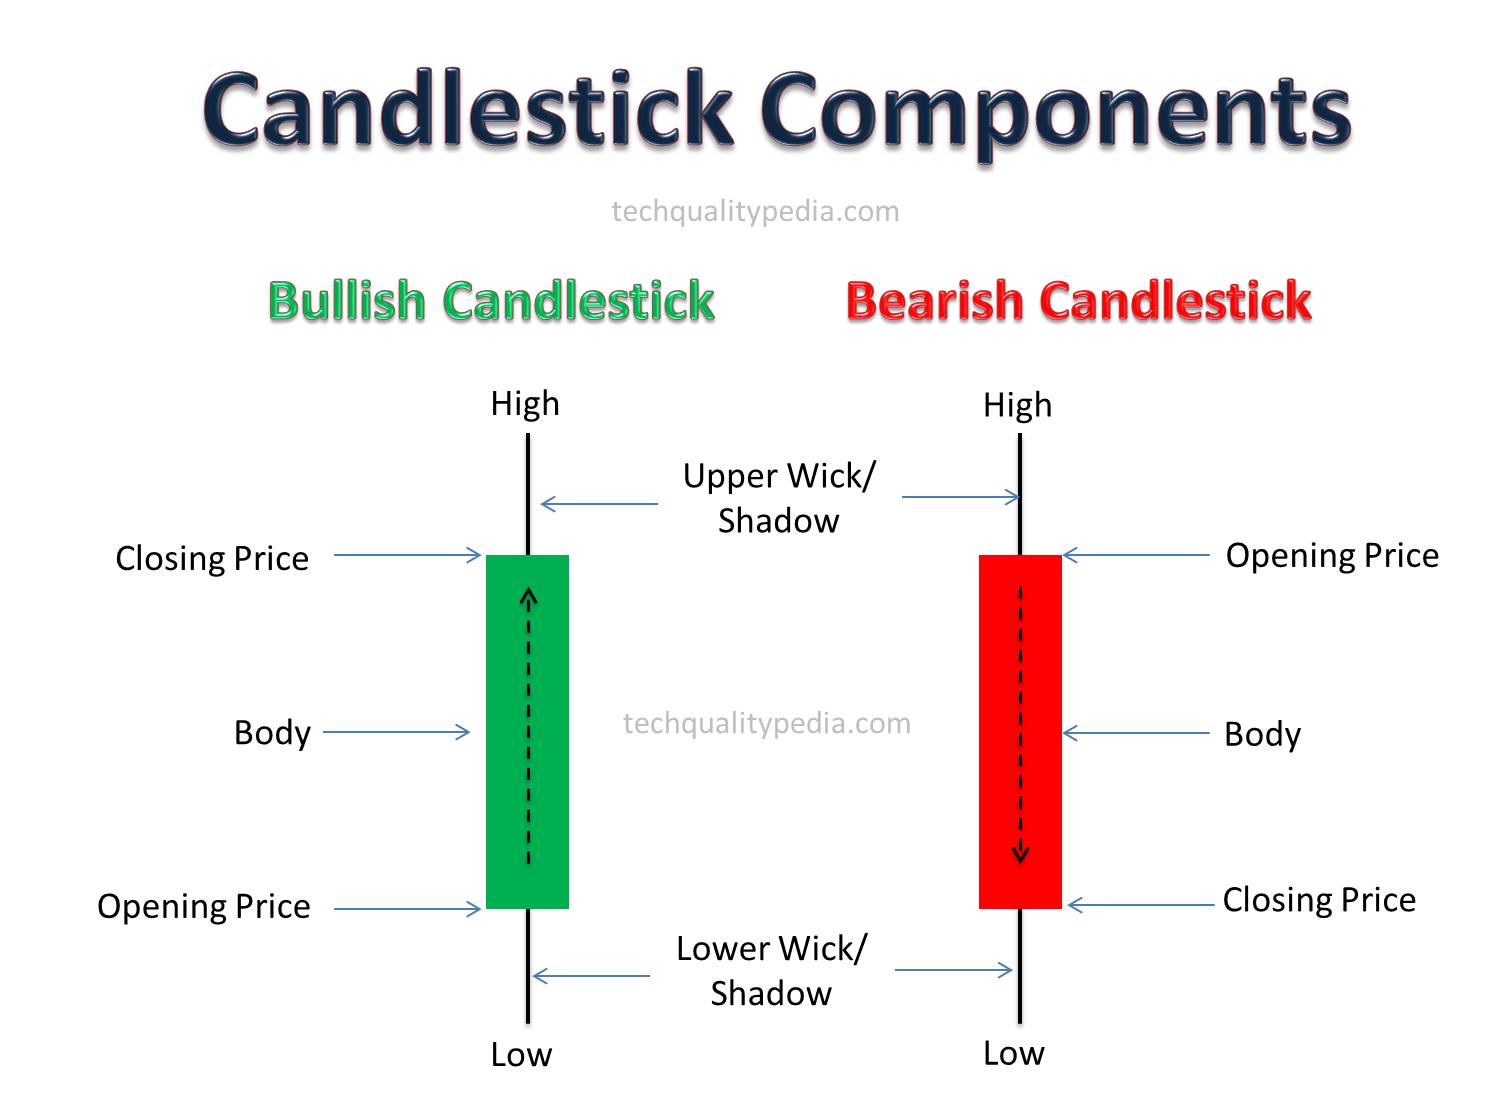 Candlestick Components
techqualitypedia.com
Bullish Candlestick
Bearish Candlestick
High
High
Upper Wick/
Shadow
Closing Price
Opening Price
Body
techqualitypedia.com
Body
Opening Price
Closing Price
Lower Wick/
Shadow
Low
Low